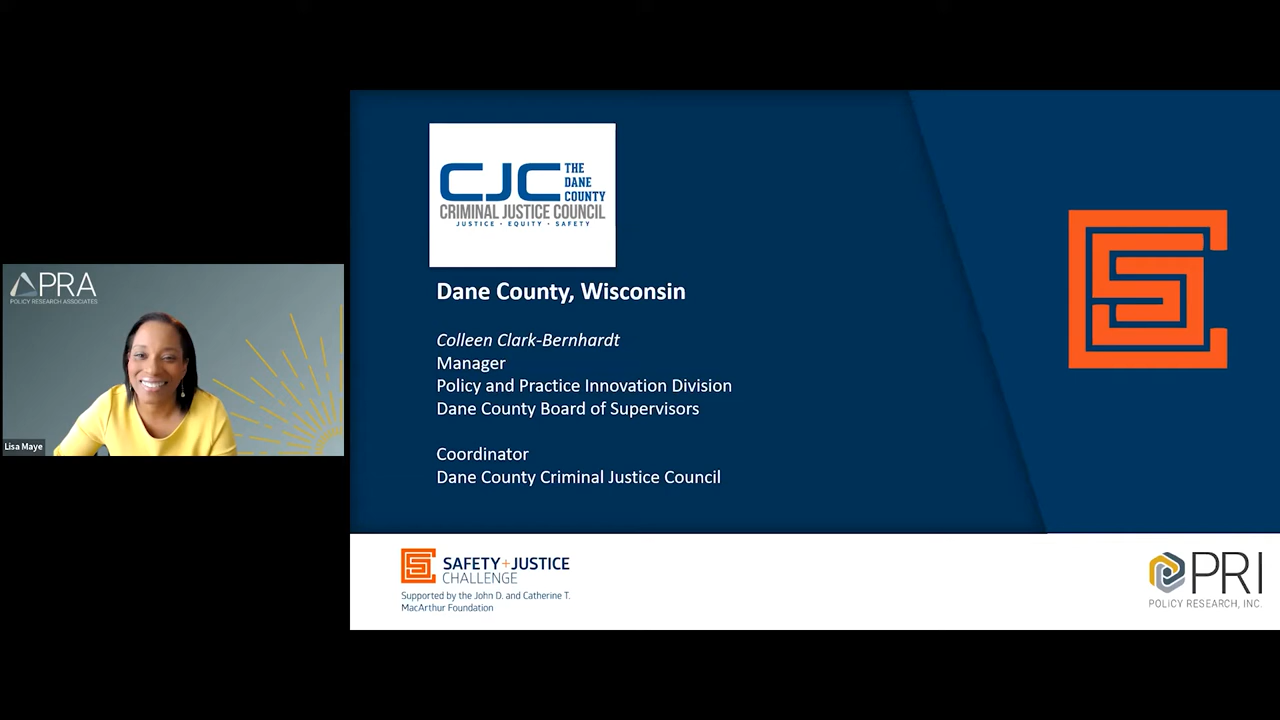 PRA
POLICY RESEARCH ASSOCIATES
Lisa Maye
CJC THE
DANE
COUNTY
CRIMINAL JUSTICE COUNCIL
JUSTICE • EQUITY • SAFETY
Dane County, Wisconsin
Colleen Clark-Bernhardt
Manager
Policy and Practice Innovation Division
Dane County Board of Supervisors
Coordinator
Dane County Criminal Justice Council
SAFETY+JUSTICE
CHALLENGE
Supported by the John D. and Catherine T.
MacArthur Foundation
PRI
POLICY RESEARCH, INC.